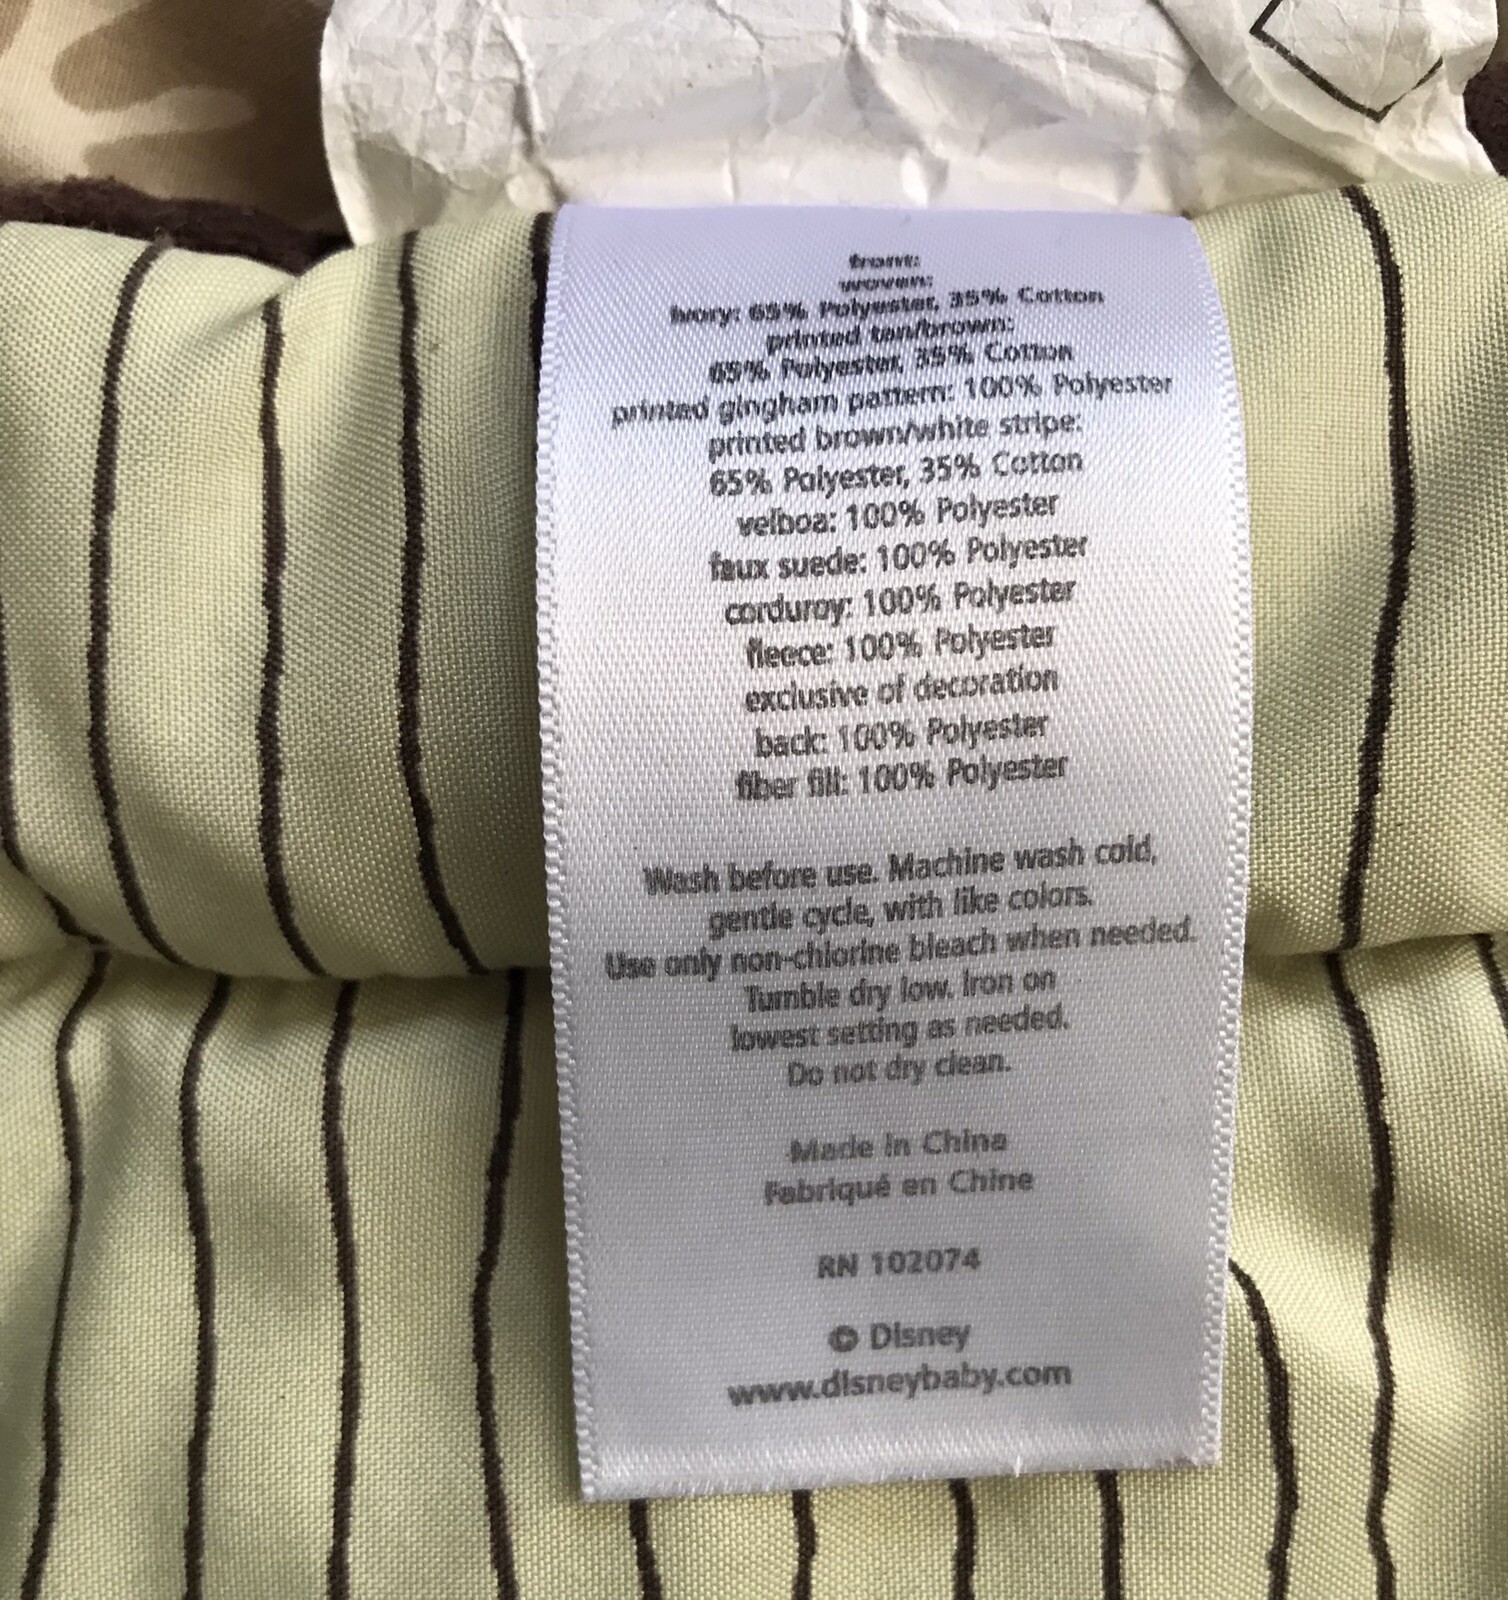 front:
woven:
ivory: 65% Polyester, 35% Cotton
printed tan/brown:
65% Polyester, 35% Cotton
printed gingham pattern: 100% Polyester
printed brown/white stripe:
65% Polyester, 35% Cotton
velboa: 100% Polyester
faux suede: 100% Polyester
corduroy: 100% Polyester
fleece: 100% Polyester
exclusive of decoration
back: 100% Polyester
fiber fill: 100% Polyester
Wash before use. Machine wash cold,
gentle cycle, with like colors.
Use only non-chlorine bleach when needed.
Tumble dry low. Iron on
lowest setting as needed.
Do not dry clean.
Made in China
Fabriqué en Chine
RN 102074
© Disney
www.disneybaby.com